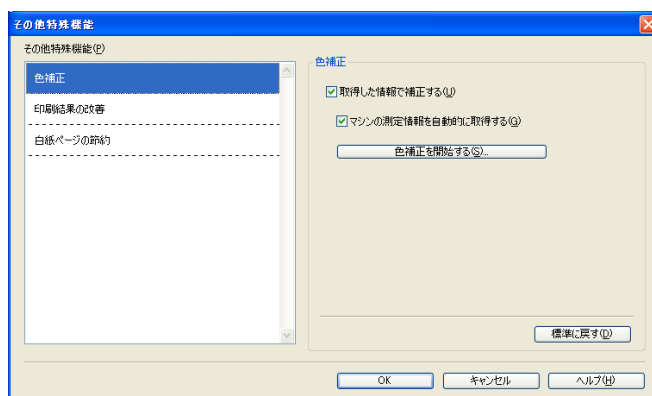 その他特殊機能
その他特殊機能(P)
色補正
印刷結果の改善
白紙ページの節約
色補正
取得した情報で補正する(U)
マシンの測定情報を自動的に取得する(G)
色補正を開始する(S)...
標準に戻す(D)
OK
キャンセル
ヘルプ(H)